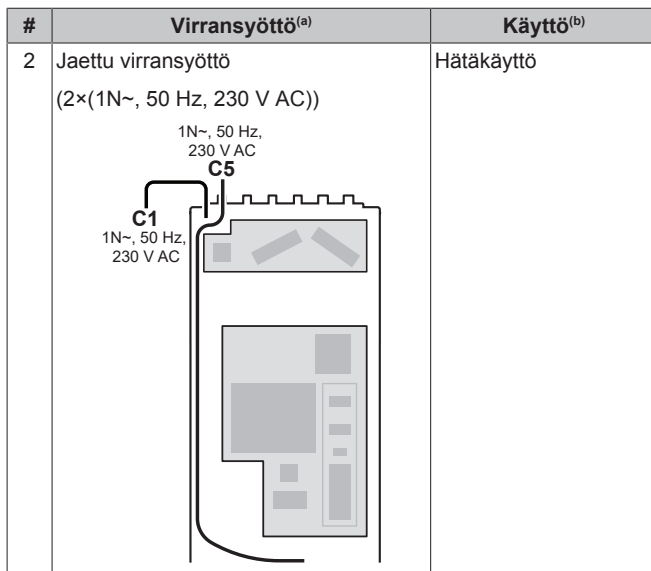 # Virransyöttö(a) Käyttö(b)
2 Jaettu virransyöttö Hätäkäyttö
(2×(1N~, 50 Hz, 230 V AC))
1N~, 50 Hz,
230 V AC
C5
C1
1N~, 50 Hz,
230 V AC